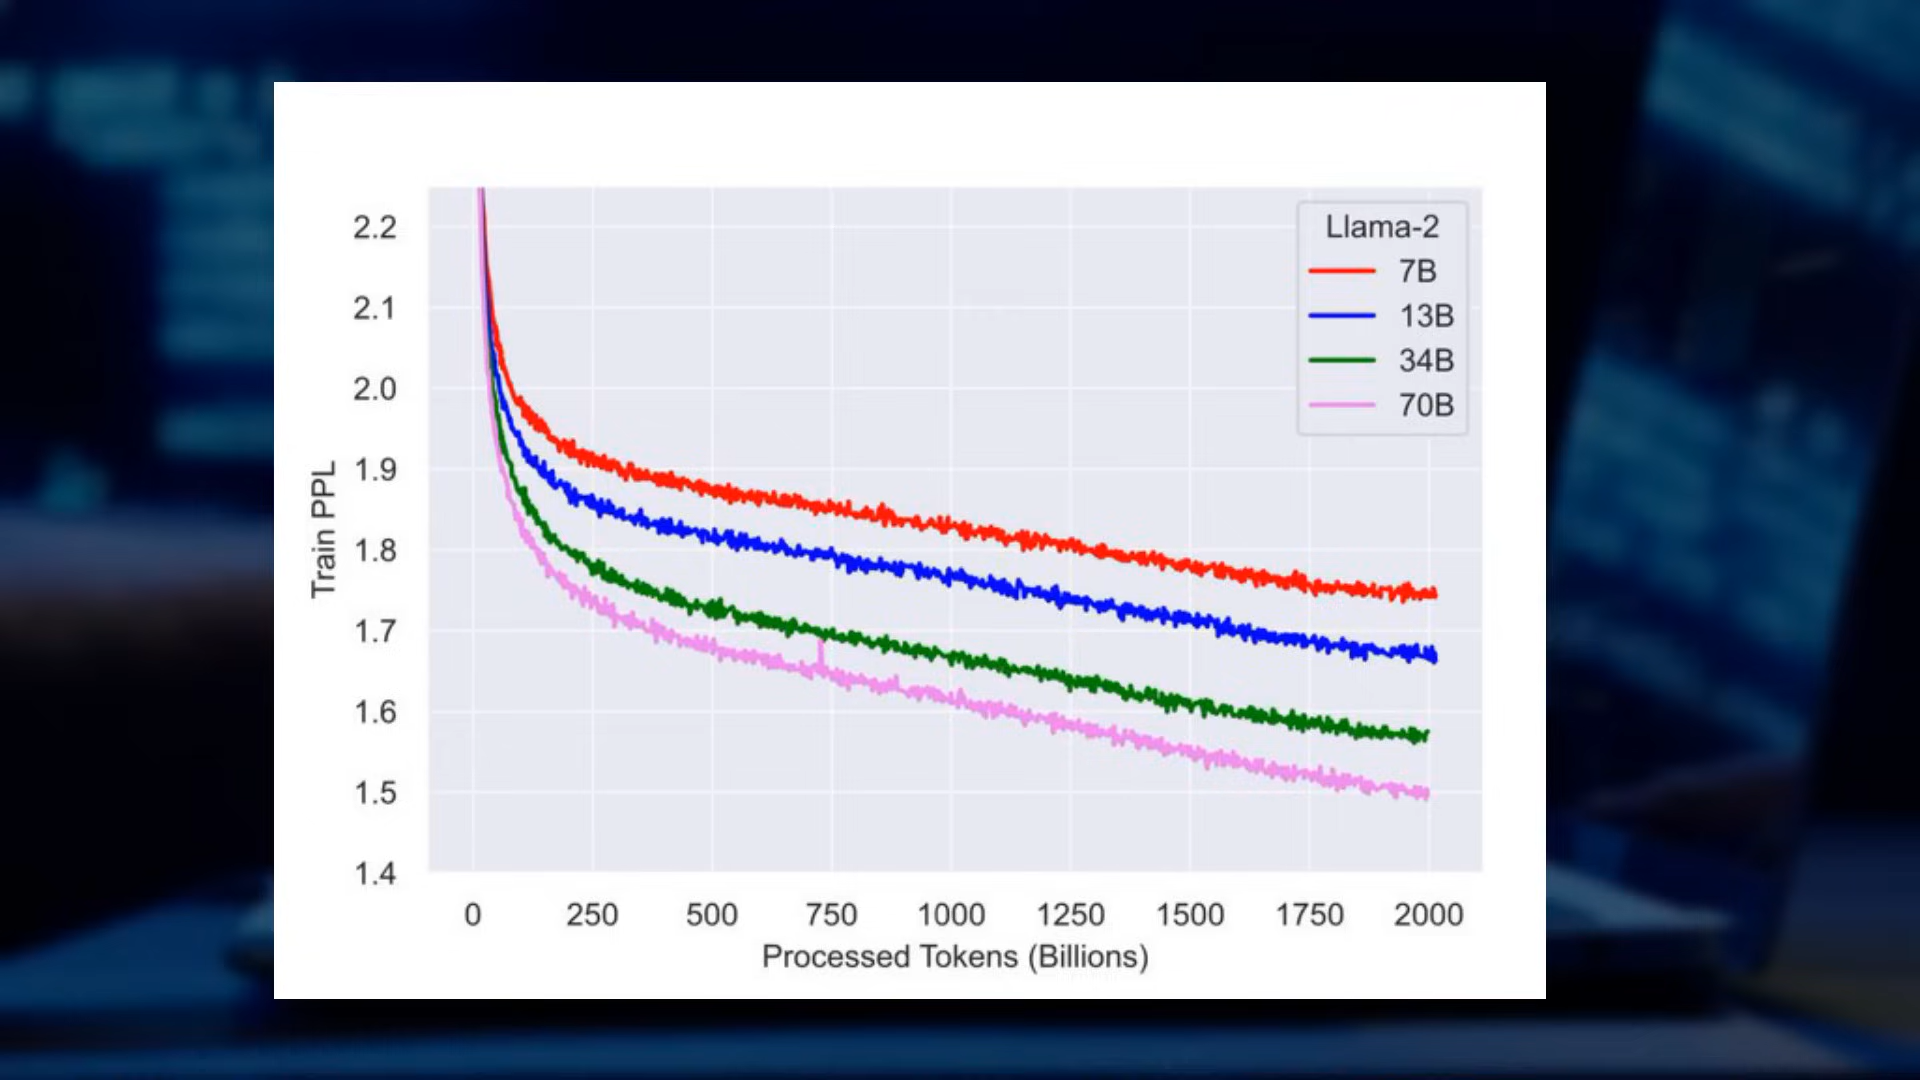 Llama-2
7B
13B
34B
70B
2.2
2.1
2.0
1.9
1.8
1.7
1.6
1.5
1.4
Train PPL
0 250 500 750 1000 1250 1500 1750 2000
Processed Tokens (Billions)